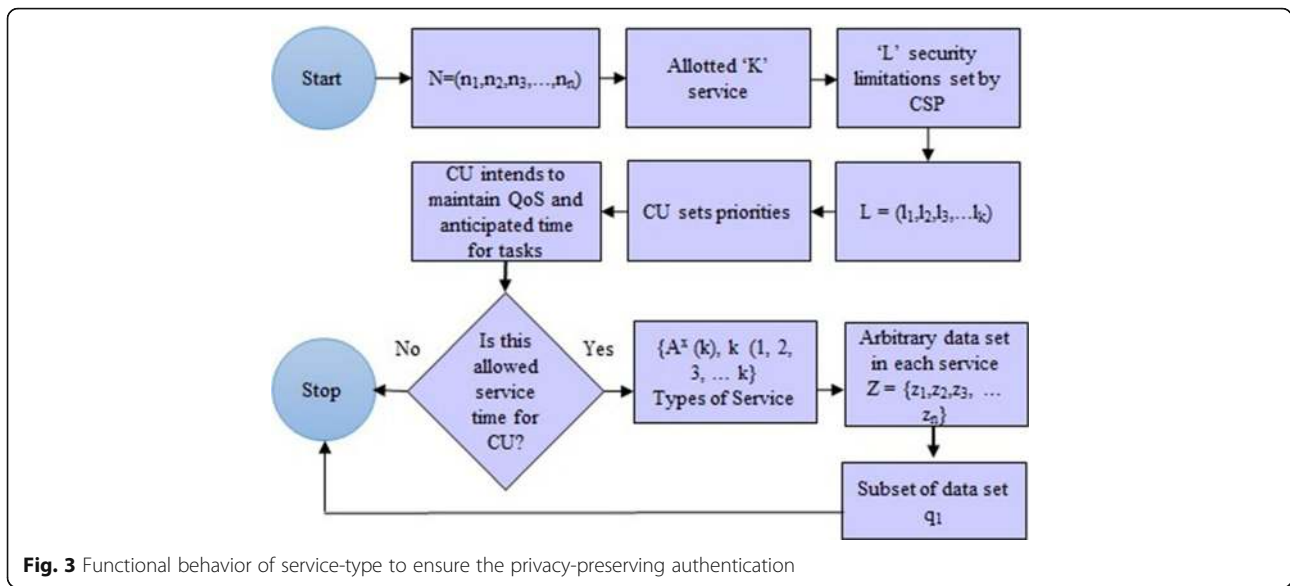 Start
N=(n₁,n₂,n₃,…,nₙ)
Allotted ‘K’
service
‘L’ security
limitations set by
CSP
L = (l₁,l₂,l₃,…lₖ)
CU sets priorities
CU intends to
maintain QoS and
anticipated time
for tasks
Is this
allowed
service
time for
CU?
No
Stop
Yes
{Aˣ (k), k (1, 2,
3, … k}
Types of Service
Arbitrary data set
in each service
Z = {z₁,z₂,z₃, …
zₙ}
Subset of data set
q₁
Fig. 3 Functional behavior of service-type to ensure the privacy-preserving authentication